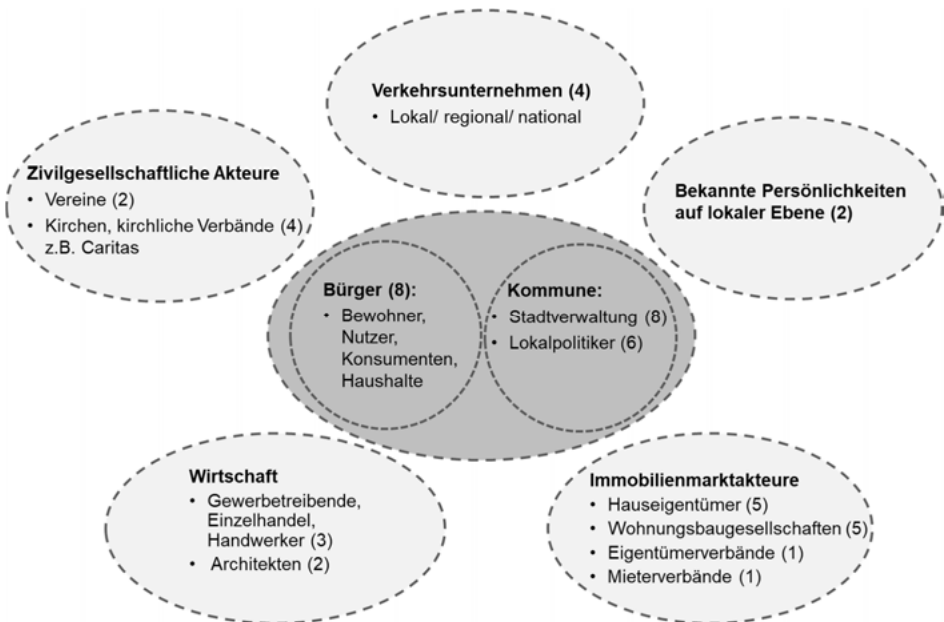 Verkehrsunternehmen (4)
• Lokal/ regional/ national
Zivilgesellschaftliche Akteure
• Vereine (2)
• Kirchen, kirchliche Verbände (4)
z.B. Caritas
Bekannte Persönlichkeiten
auf lokaler Ebene (2)
Bürger (8):
• Bewohner,
Nutzer,
Konsumenten,
Haushalte
Kommune:
• Stadtverwaltung (8)
• Lokalpolitiker (6)
Wirtschaft
• Gewerbetreibende,
Einzelhandel,
Handwerker (3)
• Architekten (2)
Immobilienmarktakteure
• Hauseigentümer (5)
• Wohnungsbaugesellschaften (5)
• Eigentümerverbände (1)
• Mieterverbände (1)